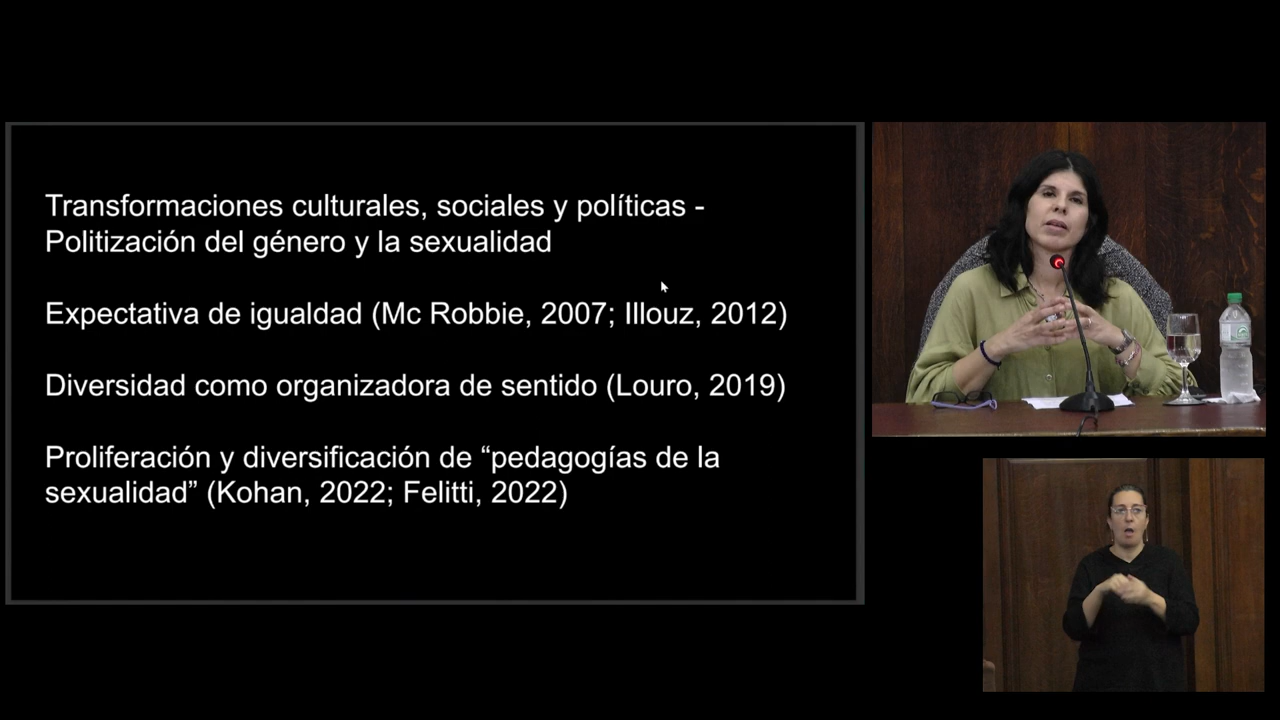 Transformaciones culturales, sociales y políticas -
Politización del género y la sexualidad
Expectativa de igualdad (Mc Robbie, 2007; Illouz, 2012)
Diversidad como organizadora de sentido (Louro, 2019)
Proliferación y diversificación de “pedagogías de la
sexualidad” (Kohan, 2022; Felitti, 2022)